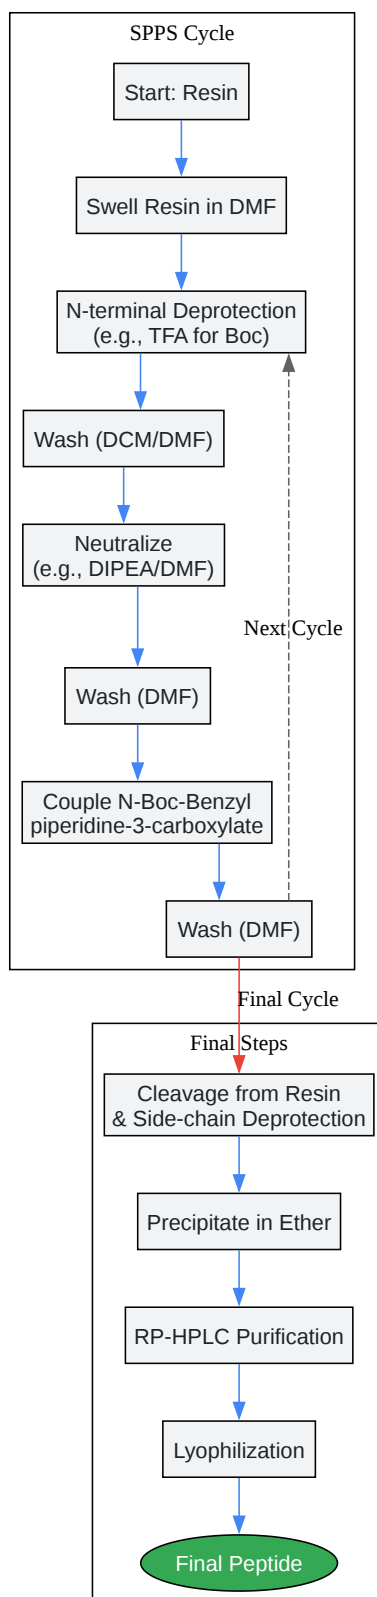 SPPS Cycle
Start: Resin
Swell Resin in DMF
N-terminal Deprotection
(e.g., TFA for Boc)
Wash (DCM/DMF)
Neutralize
(e.g., DIPEA/DMF)
Next Cycle
Wash (DMF)
Couple N-Boc-Benzyl
piperidine-3-carboxylate
Wash (DMF)
Final Cycle
Final Steps
Cleavage from Resin
& Side-chain Deprotection
Precipitate in Ether
RP-HPLC Purification
Lyophilization
Final Peptide